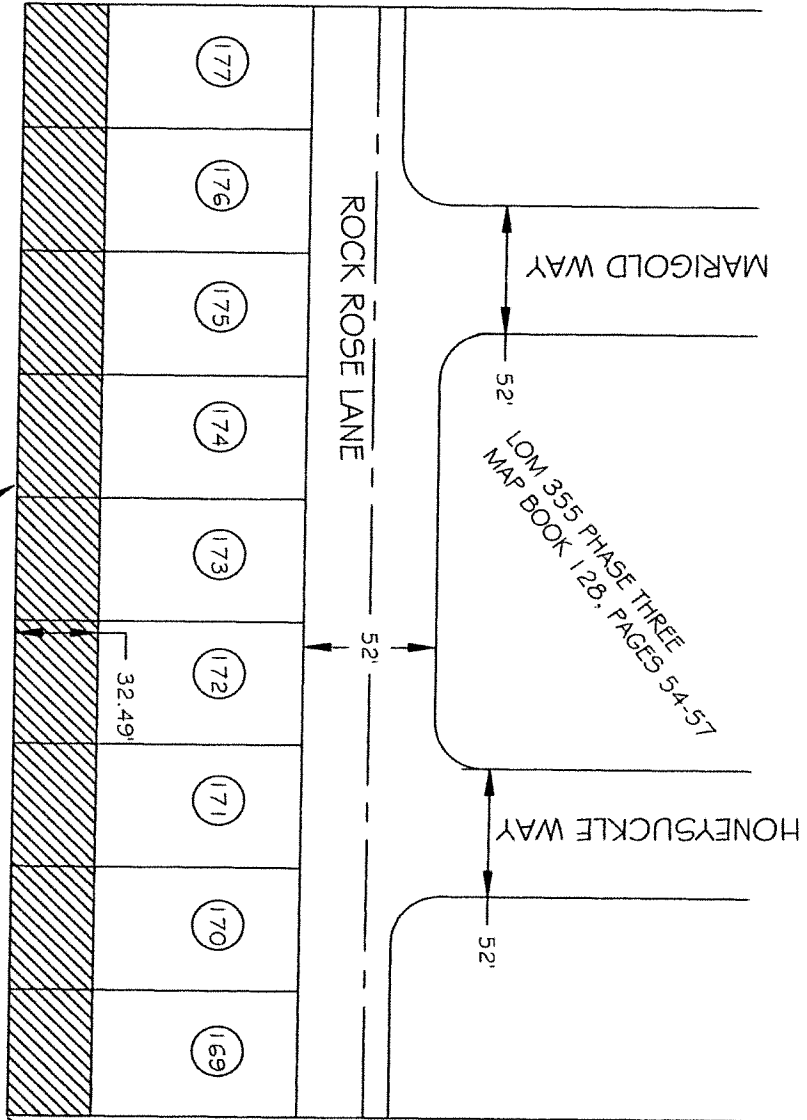 177
176
175
174
173
172
171
170
169
32.49'
ROCK ROSE LANE
52'
MARIGOLD WAY
52'
LOM 355 PHASE THREE
MAP BOOK 128, PAGES 54-57
HONEYSUCKLE WAY
52'